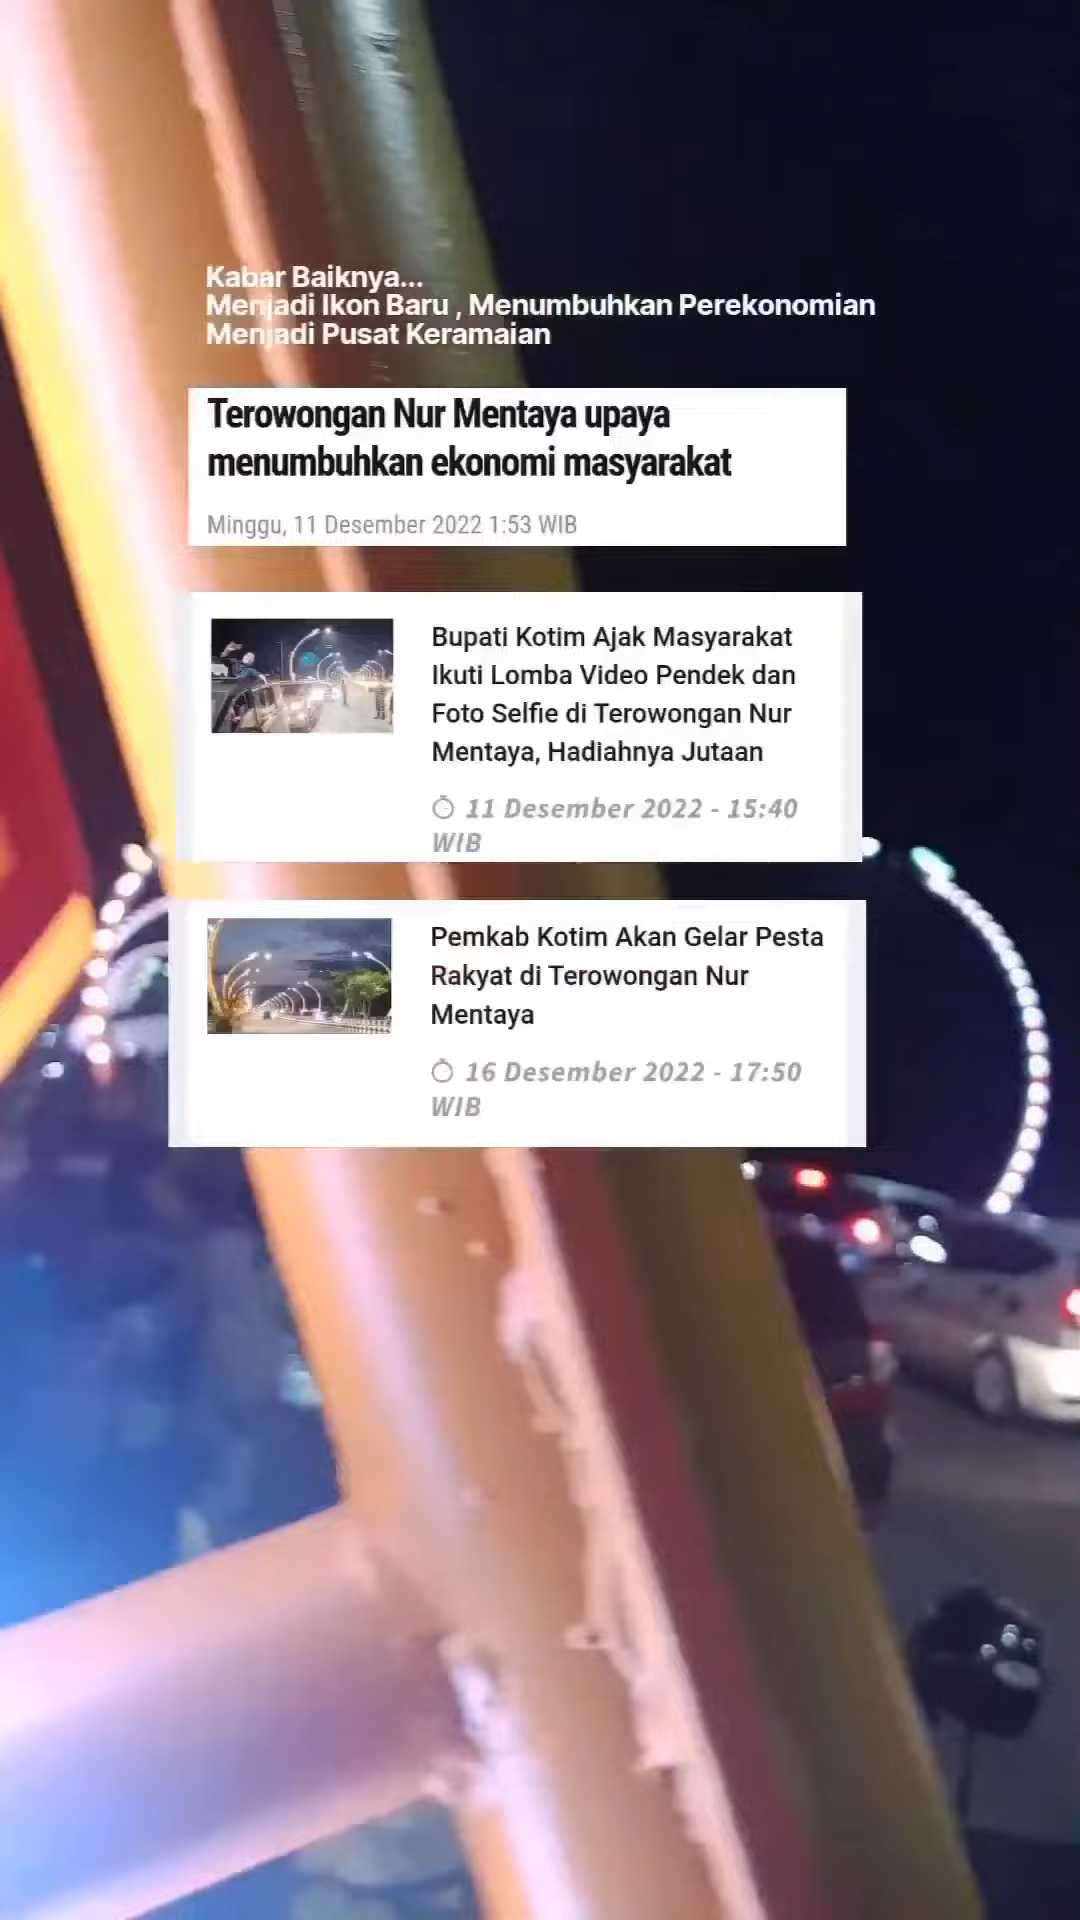 Kabar Baiknya...
Menjadi Ikon Baru , Menumbuhkan Perekonomian
Menjadi Pusat Keramaian
Terowongan Nur Mentaya upaya
menumbuhkan ekonomi masyarakat
Minggu, 11 Desember 2022 1:53 WIB
Bupati Kotim Ajak Masyarakat
Ikuti Lomba Video Pendek dan
Foto Selfie di Terowongan Nur
Mentaya, Hadiahnya Jutaan
11 Desember 2022 - 15:40
WIB
Pemkab Kotim Akan Gelar Pesta
Rakyat di Terowongan Nur
Mentaya
16 Desember 2022 - 17:50
WIB